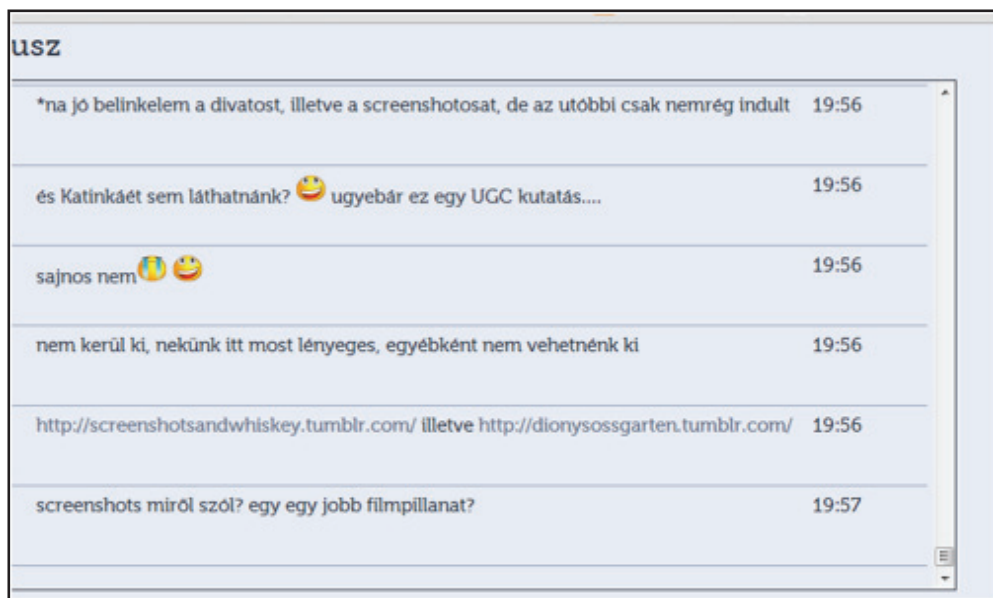 usz
*na jó belinkelem a divatost, illetve a screenshotosat, de az utóbbi csak nemrég indult 19:56
és Katinkáét sem láthatnánk? ugyebár ez egy UGC kutatás.... 19:56
sajnos nem 19:56
nem kerül ki, nekünk itt most lényeges, egyébként nem vehetnénk ki 19:56
http://screenshotsandwhiskey.tumblr.com/ illetve http://dionysossgarten.tumblr.com/ 19:56
screenshots miről szól? egy egy jobb filmpillanat? 19:57